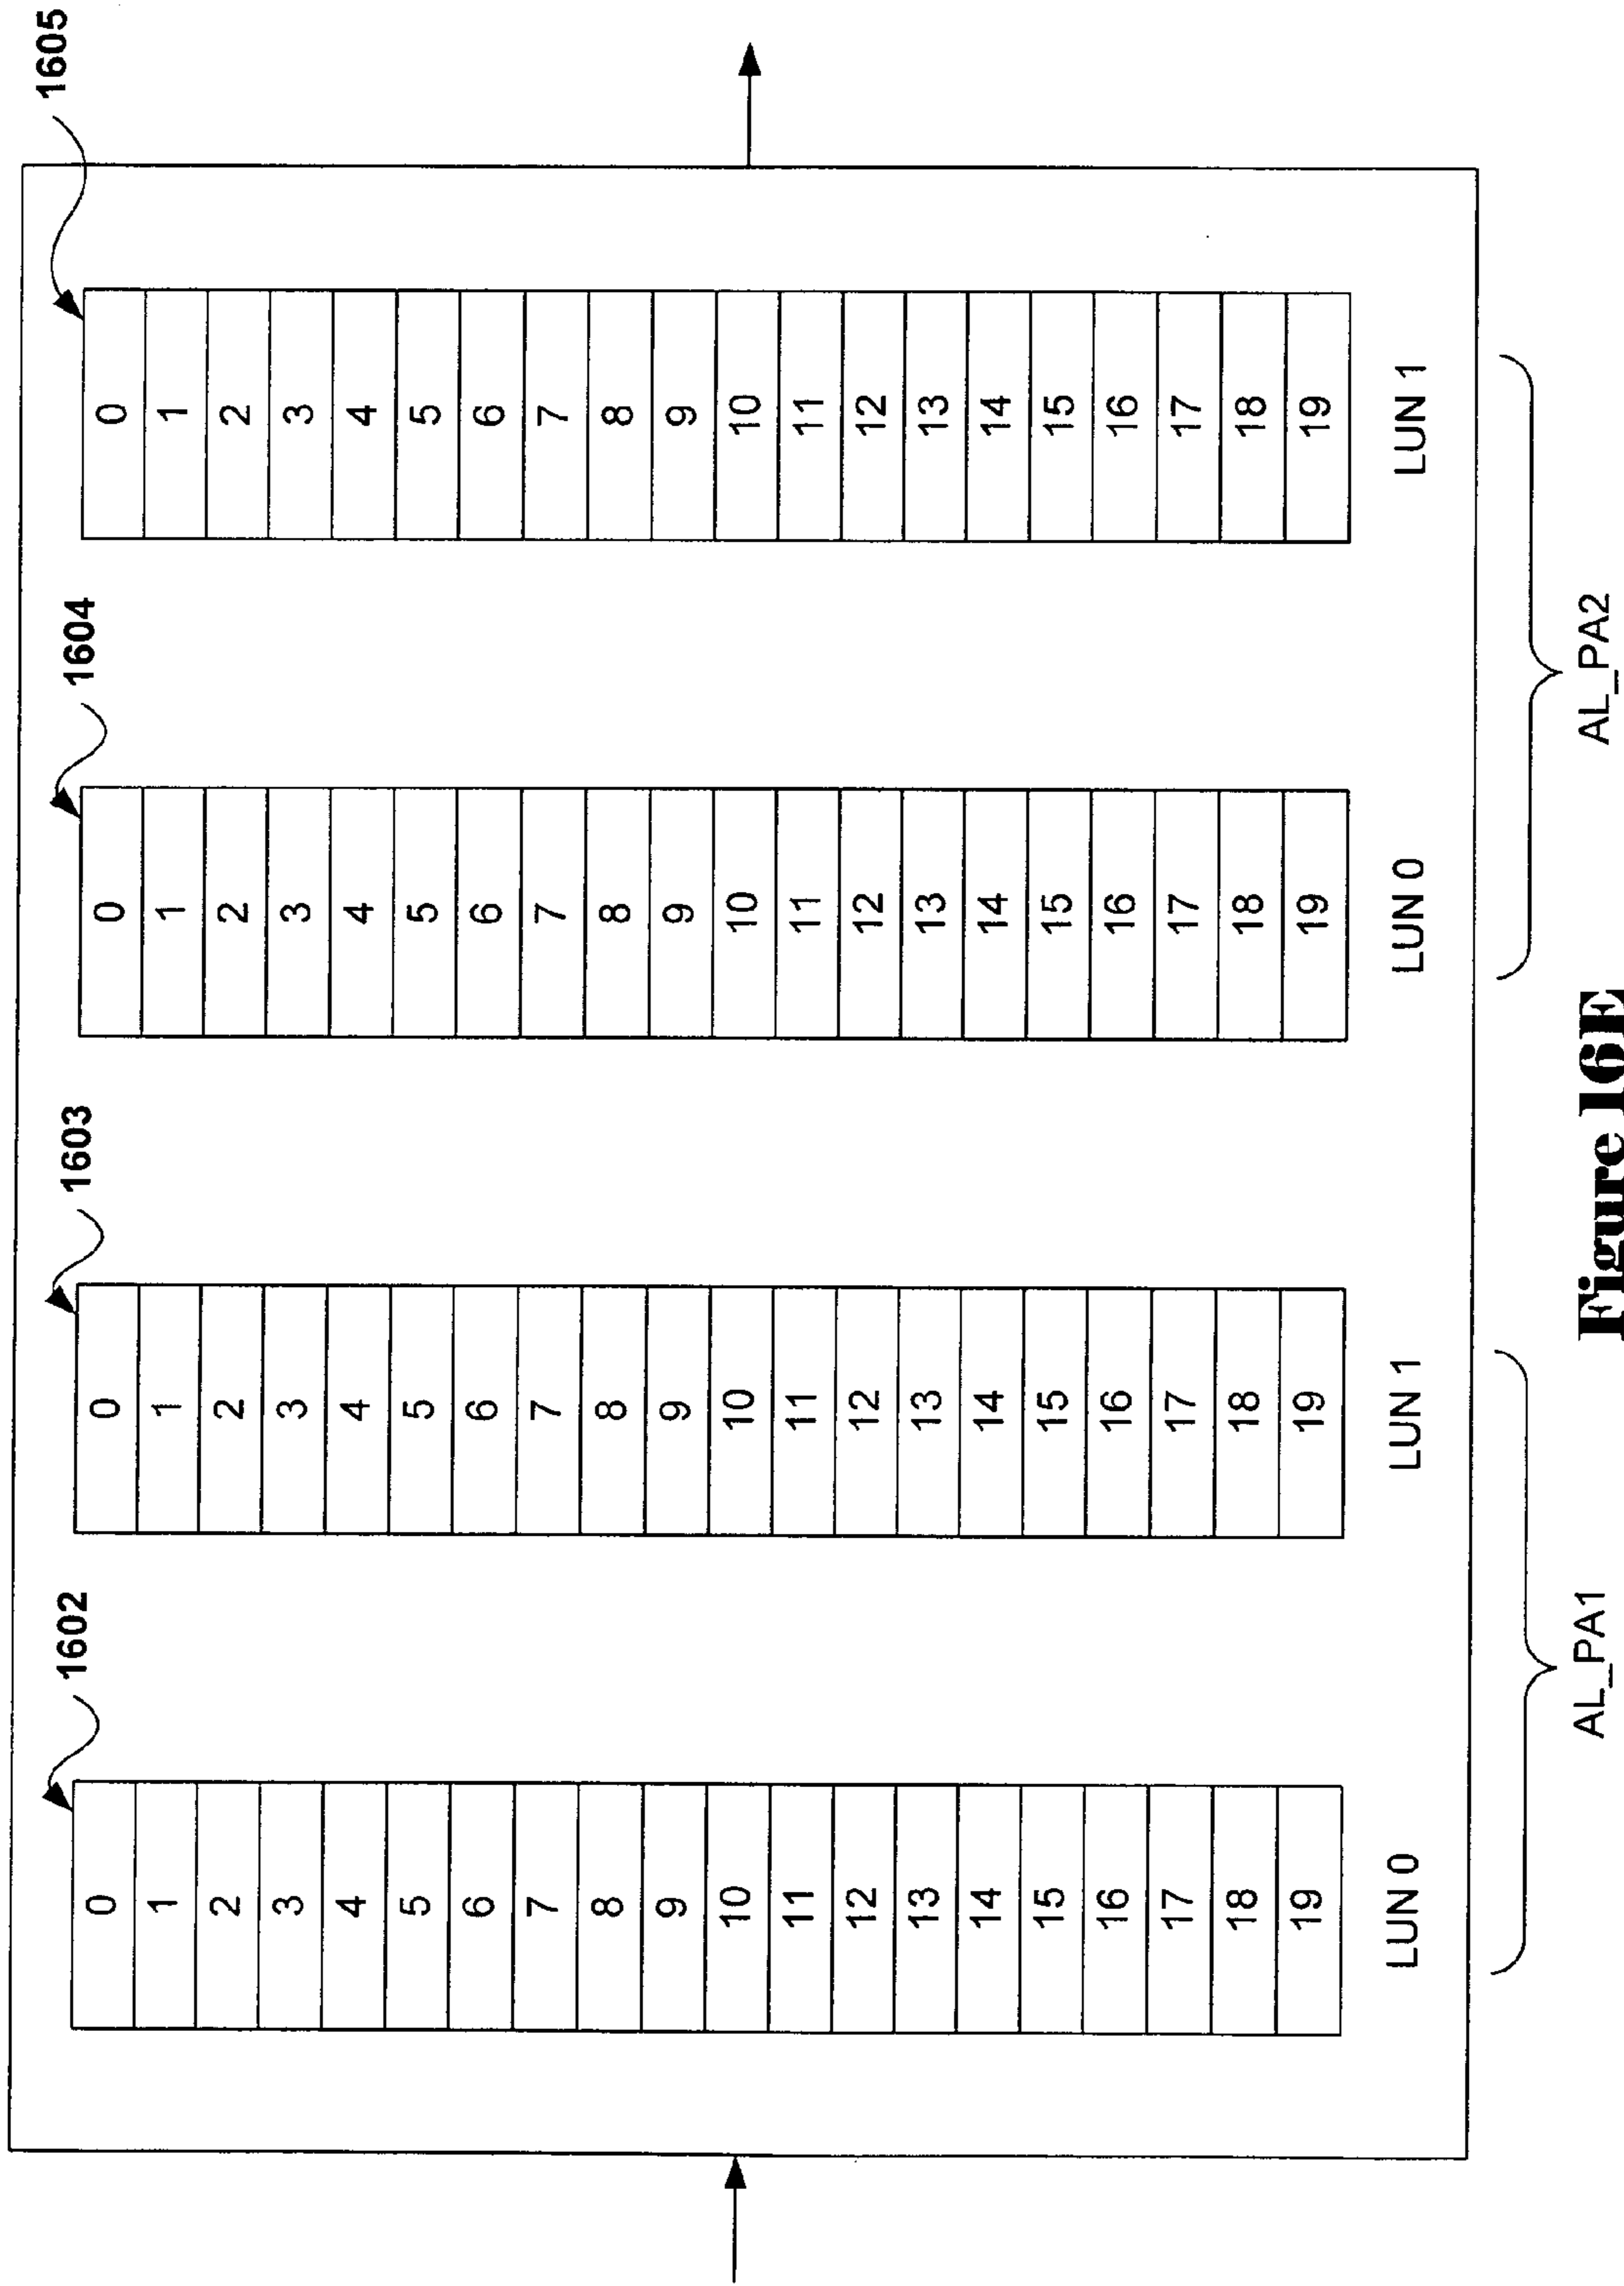 1602 1603 1604 1605
0 0 0 0
1 1 1 1
2 2 2 2
3 3 3 3
4 4 4 4
5 5 5 5
6 6 6 6
7 7 7 7
8 8 8 8
9 9 9 9
10 10 10 10
11 11 11 11
12 12 12 12
13 13 13 13
14 14 14 14
15 15 15 15
16 16 16 16
17 17 17 17
18 18 18 18
19 19 19 19
LUN 0 LUN 1 LUN 0 LUN 1
AL_PA1 AL_PA2
Figure 16E